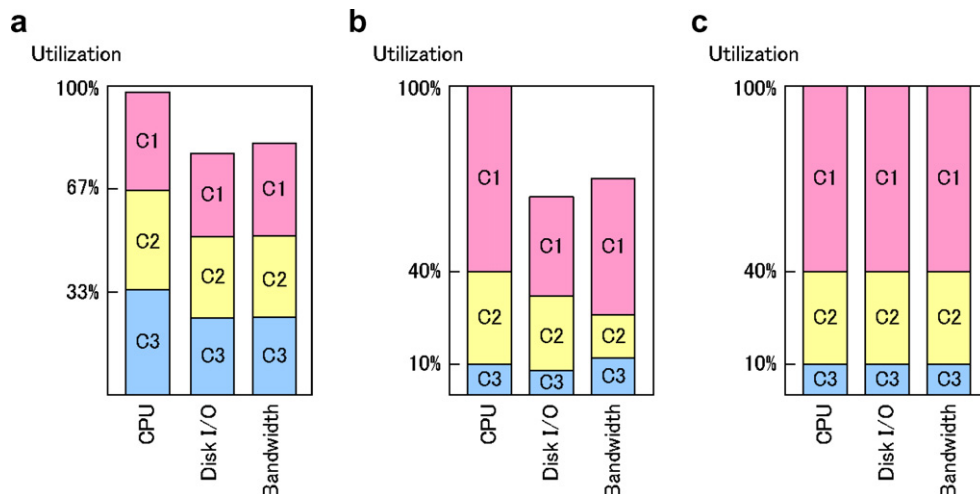 a
Utilization
100%
67%
33%
C1
C2
C3
C1
C2
C3
C1
C2
C3
CPU
Disk I/O
Bandwidth
b
Utilization
100%
40%
10%
C1
C2
C3
C1
C2
C3
C1
C2
C3
CPU
Disk I/O
Bandwidth
c
Utilization
100%
40%
10%
C1
C2
C3
C1
C2
C3
C1
C2
C3
CPU
Disk I/O
Bandwidth